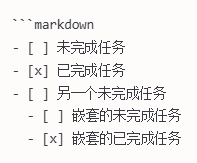 ```markdown
- [ ] 未完成任务
- [x] 已完成任务
- [ ] 另一个未完成任务
  - [ ] 嵌套的未完成任务
  - [x] 嵌套的已完成任务